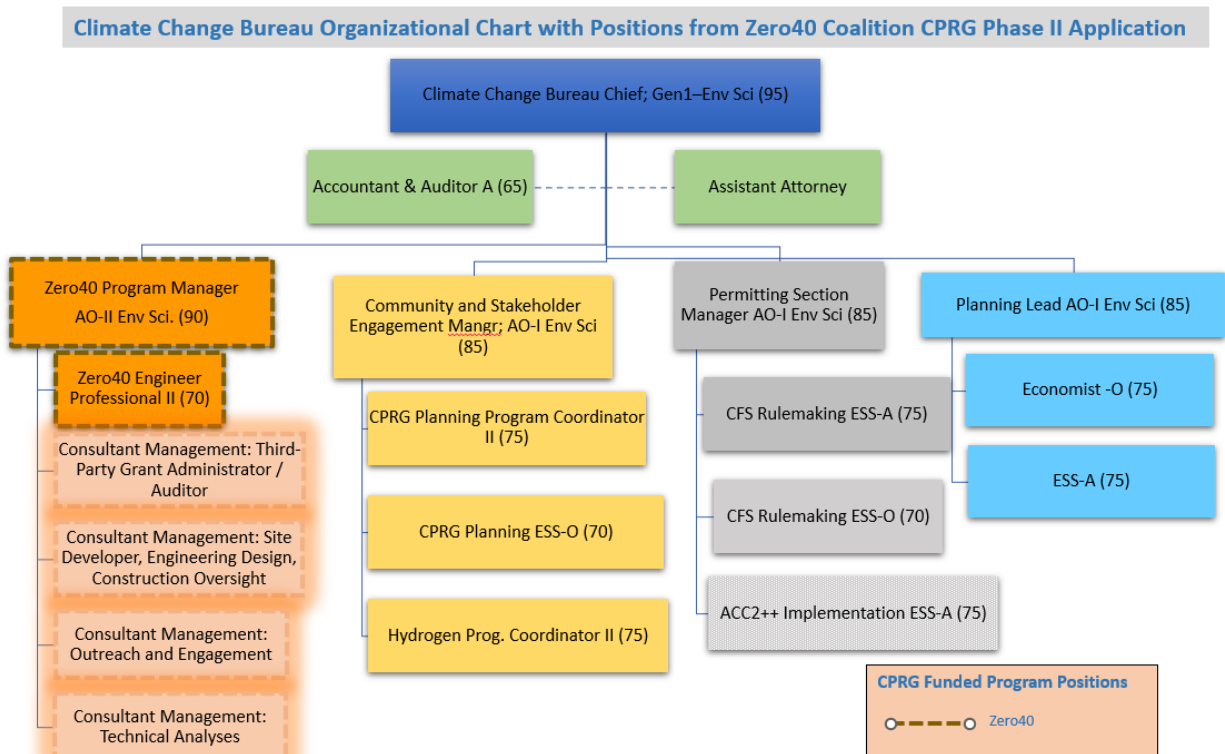 Climate Change Bureau Organizational Chart with Positions from Zero40 Coalition CPRG Phase II Application
Climate Change Bureau Chief; Gen1–Env Sci (95)
Accountant & Auditor A (65)
Assistant Attorney
Zero40 Program Manager
AO-II Env Sci. (90)
Zero40 Engineer
Professional II (70)
Consultant Management: Third-
Party Grant Administrator /
Auditor
Consultant Management: Site
Developer, Engineering Design,
Construction Oversight
Consultant Management:
Outreach and Engagement
Consultant Management:
Technical Analyses
Community and Stakeholder
Engagement Mangr; AO-I Env Sci
(85)
CPRG Planning Program Coordinator
II (75)
CPRG Planning ESS-O (70)
Hydrogen Prog. Coordinator II (75)
Permitting Section
Manager AO-I Env Sci (85)
CFS Rulemaking ESS-A (75)
CFS Rulemaking ESS-O (70)
ACC2++ Implementation ESS-A (75)
Planning Lead AO-I Env Sci (85)
Economist -O (75)
ESS-A (75)
CPRG Funded Program Positions
Zero40